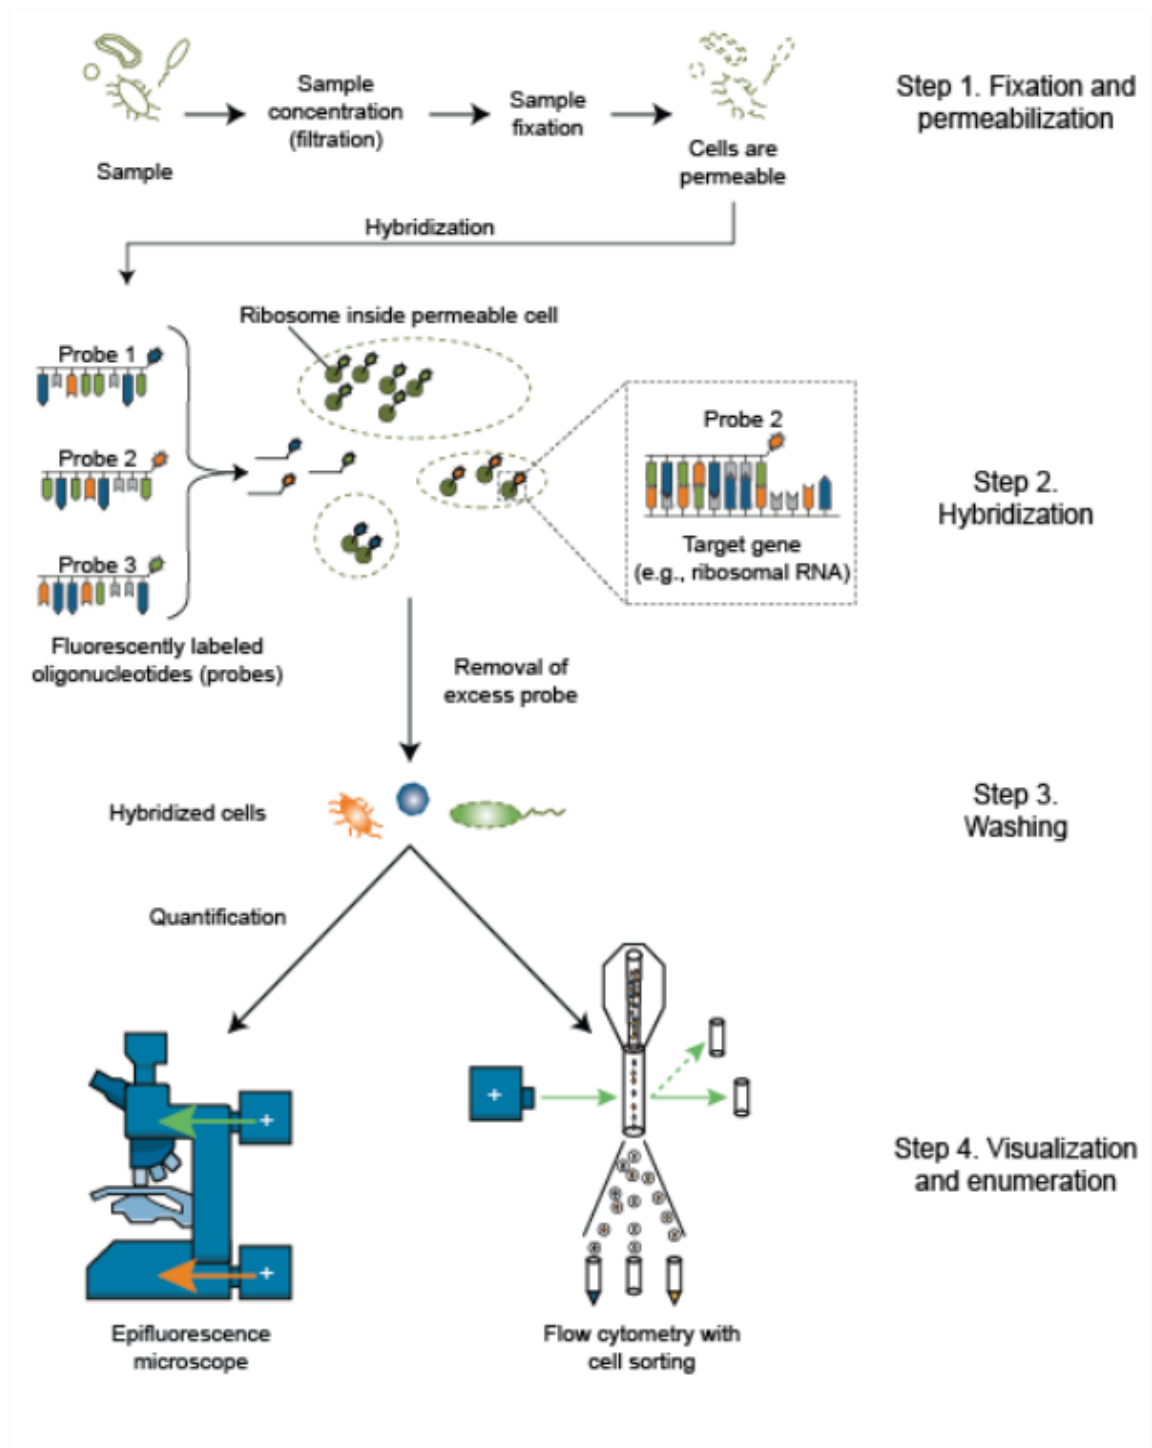 Sample
Sample
concentration
(filtration)
Sample
fixation
Cells are
permeable
Step 1. Fixation and
permeabilization
Hybridization
Ribosome inside permeable cell
Probe 1
Probe 2
Probe 3
Fluorescently labeled
oligonucleotides (probes)
Probe 2
Target gene
(e.g., ribosomal RNA)
Step 2.
Hybridization
Removal of
excess probe
Hybridized cells
Step 3.
Washing
Quantification
+
+
+
Step 4. Visualization
and enumeration
Epifluorescence
microscope
Flow cytometry with
cell sorting